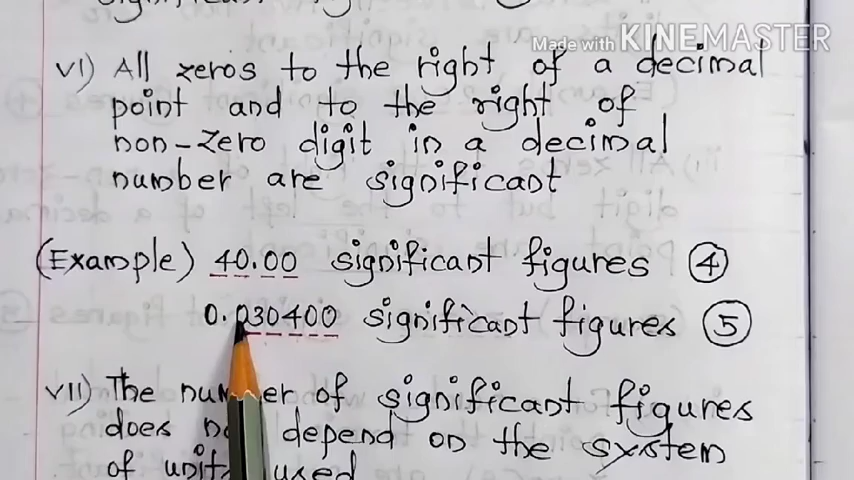 Made with KINEMASTER
VI) All zeros to the right of a decimal
point and to the right of
non-zero digit in a decimal
number are significant
(Example) 40.00 significant figures 4
0.030400 significant figures 5
VII) The number of significant figures
does depend on the system
of used